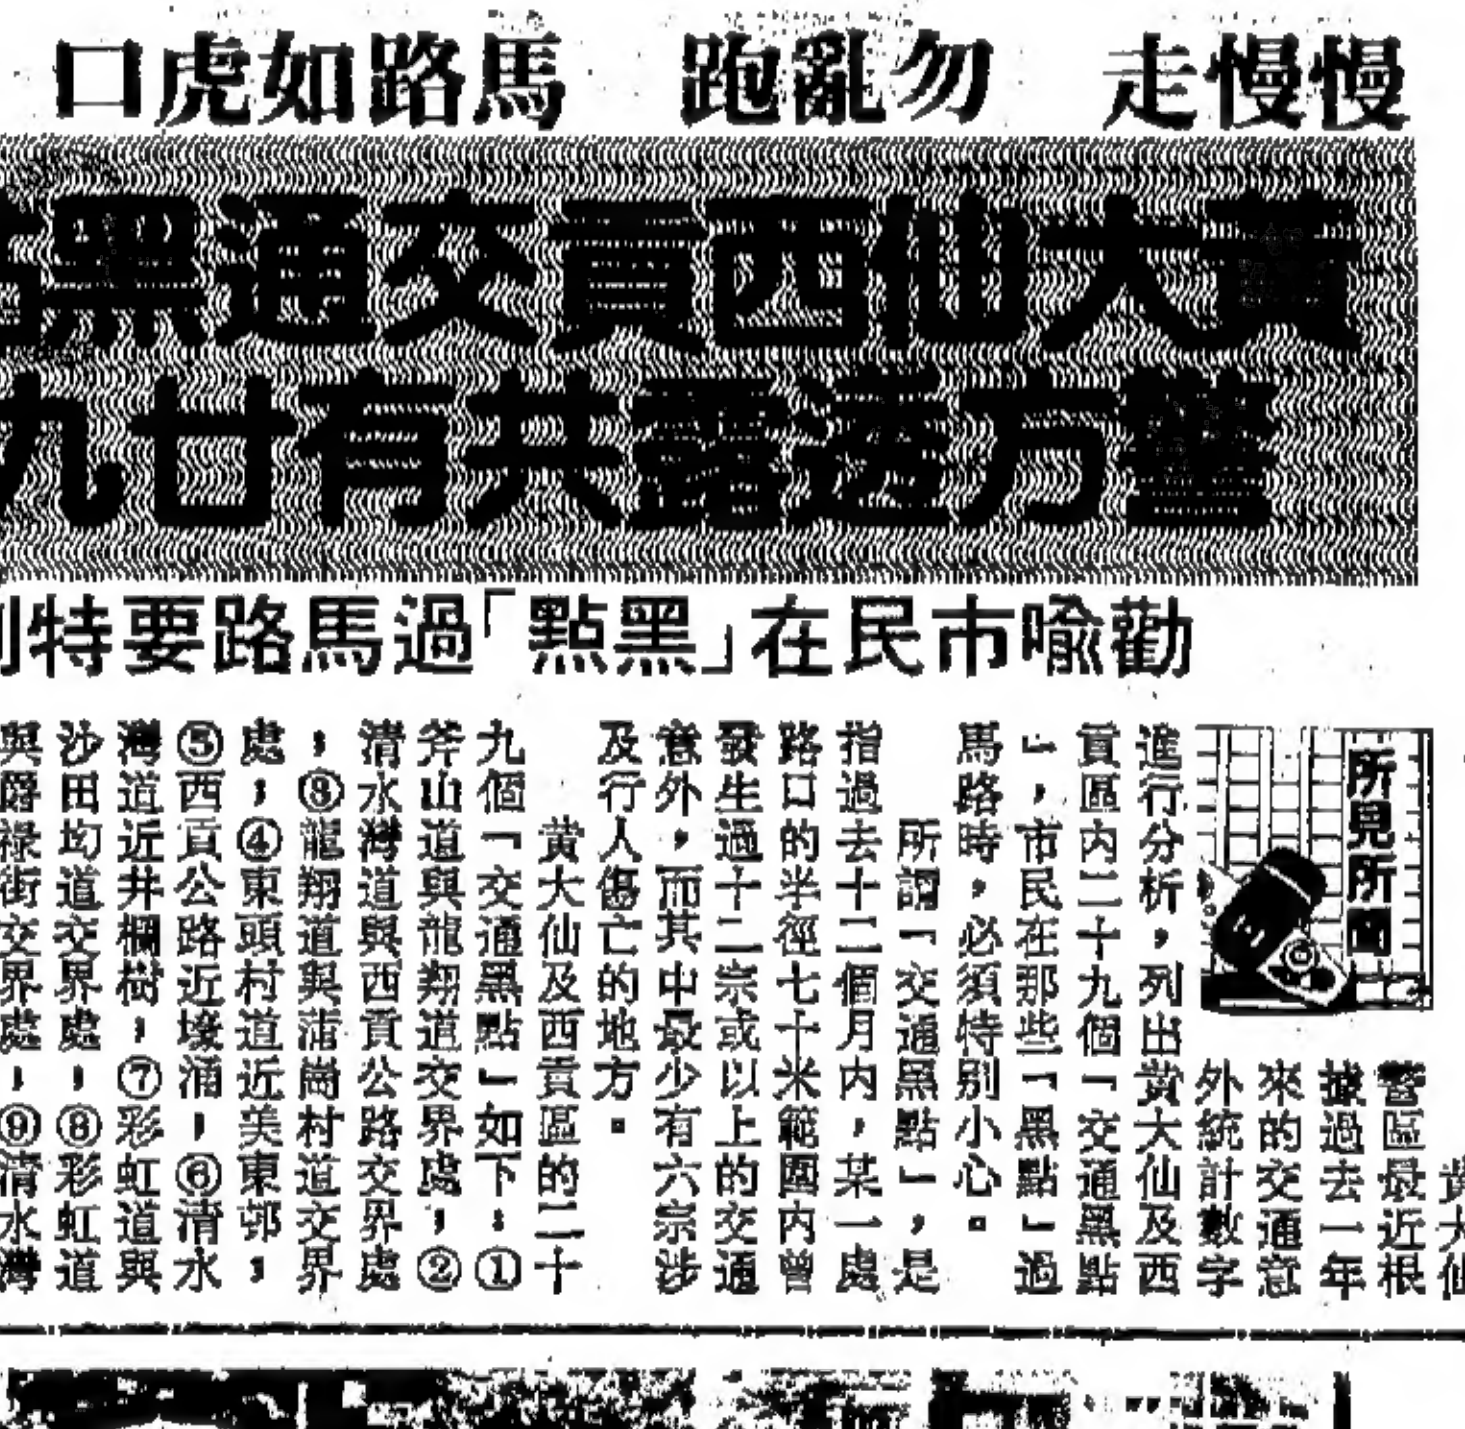 慢慢走　勿亂跑　馬路如虎口
黃大仙西貢交通黑
警方透露共有廿九
勸喻市民在「黑點」過馬路要特
所見所聞
黃大仙
警區最近根
據過去一年
來的交通意
外統計數字
進行分析，列出黃大仙及西
貢區內二十九個「交通黑點
」，市民在那些「黑點」過
馬路時，必須特別小心。
所謂「交通黑點」，是
指過去十二個月內，某一處
路口的半徑七十米範圍內曾
發生過十二宗或以上的交通
意外，而其中最少有六宗涉
及行人傷亡的地方。
黃大仙及西貢區的二十
九個「交通黑點」如下：①
斧山道與龍翔道交界處；②
清水灣道與西貢公路交界處
；③龍翔道與蒲崗村道交界
處；④東頭村道近美東邨；
⑤西貢公路近壕涌；⑥清水
灣道近井欄樹；⑦彩虹道與
沙田坳道交界處；⑧彩虹道
與爵祿街交界處；⑨清水灣